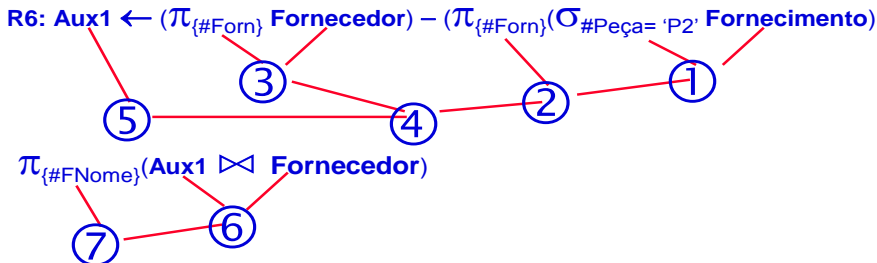 R6: Aux1 ← (π{#Forn} Fornecedor) – (π{#Forn}(σ#Peça= ‘P2’ Fornecimento)
3 1
5 4 2
π{#FNome}(Aux1 ⋈ Fornecedor)
7 6